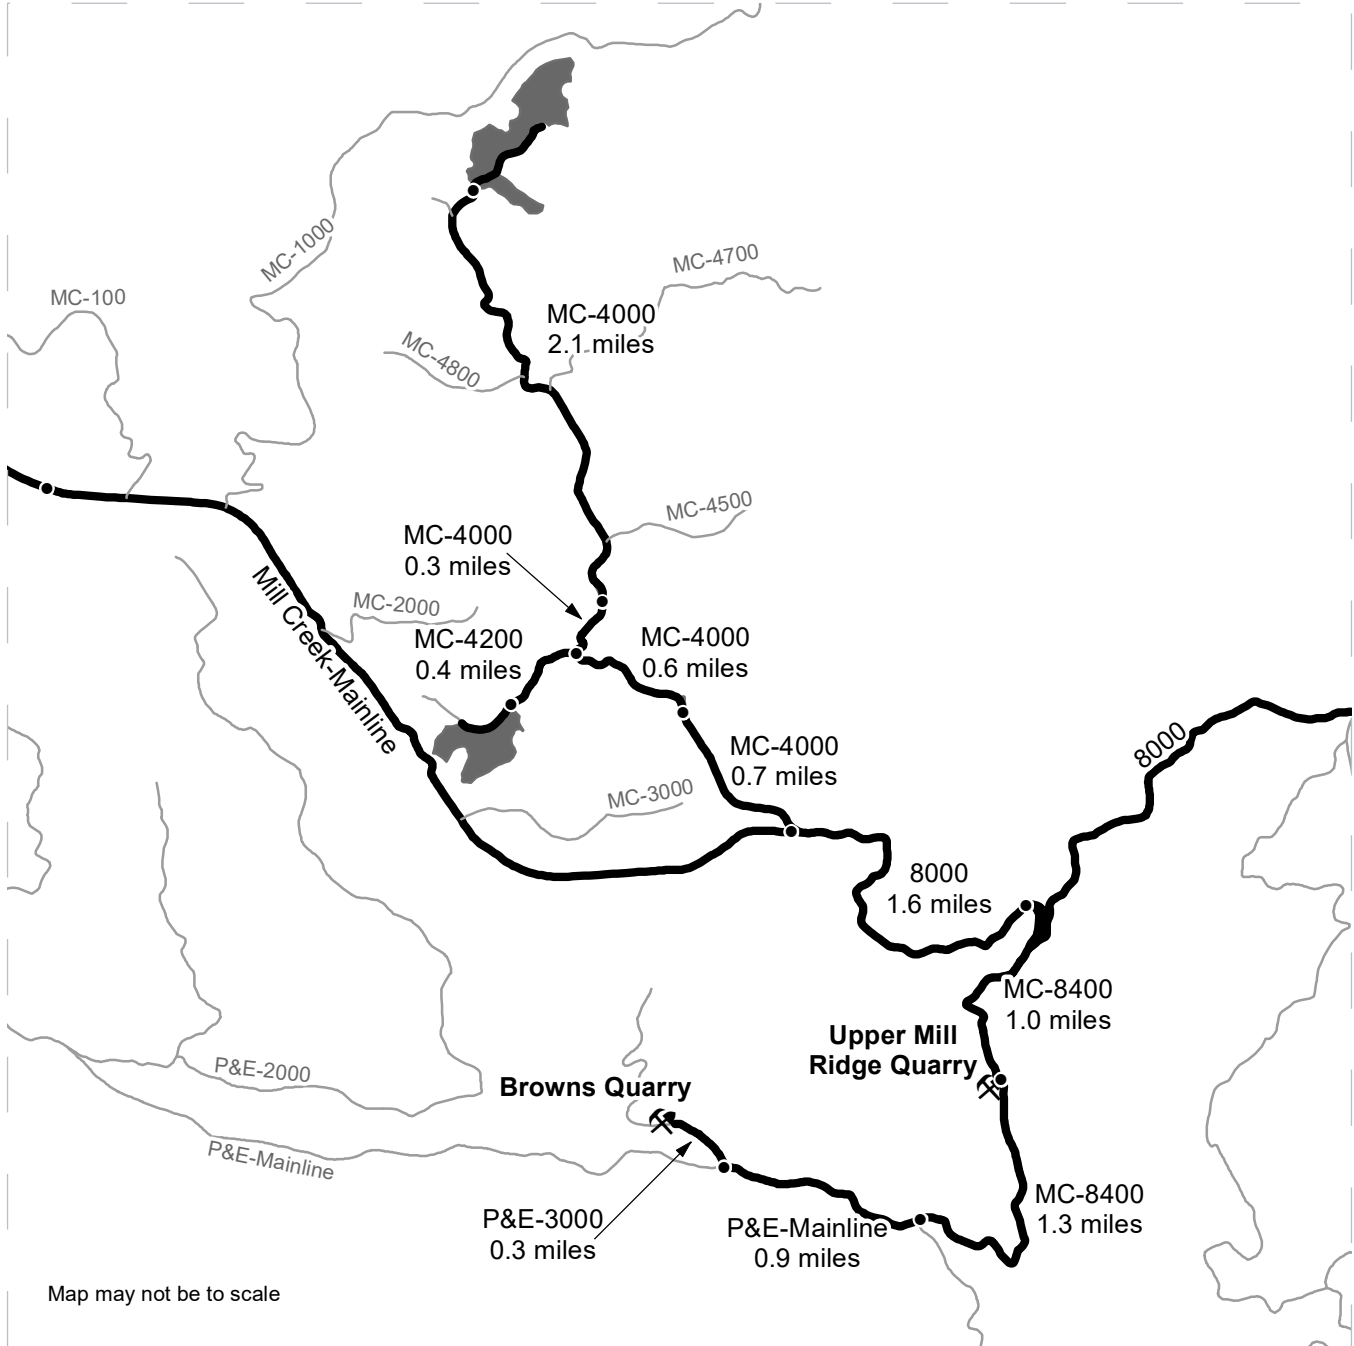 MC-1000
MC-4700
MC-100
MC-4000
2.1 miles
MC-4800
MC-4500
MC-4000
0.3 miles
Mill Creek-Mainline
MC-2000
MC-4200
0.4 miles
MC-4000
0.6 miles
MC-4000
0.7 miles
8000
MC-3000
8000
1.6 miles
MC-8400
1.0 miles
Upper Mill
Ridge Quarry
P&E-2000
Browns Quarry
P&E-Mainline
MC-8400
1.3 miles
P&E-3000
0.3 miles
P&E-Mainline
0.9 miles
Map may not be to scale